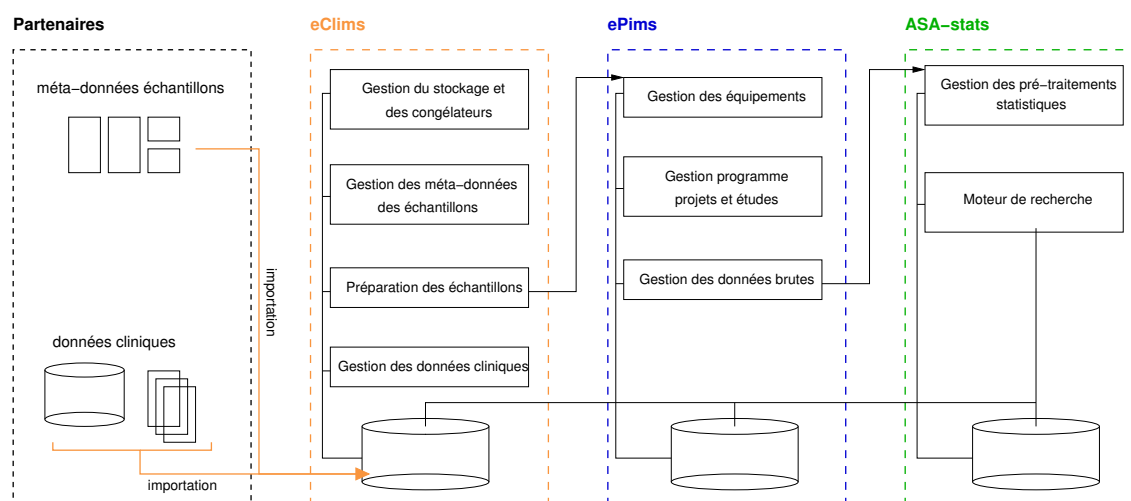 Partenaires
méta−données échantillons
données cliniques
importation
importation
eClims
Gestion du stockage et
des congélateurs
Gestion des méta−données
des échantillons
Préparation des échantillons
Gestion des données cliniques
ePims
Gestion des équipements
Gestion programme
projets et études
Gestion des données brutes
ASA−stats
Gestion des pré−traitements
statistiques
Moteur de recherche